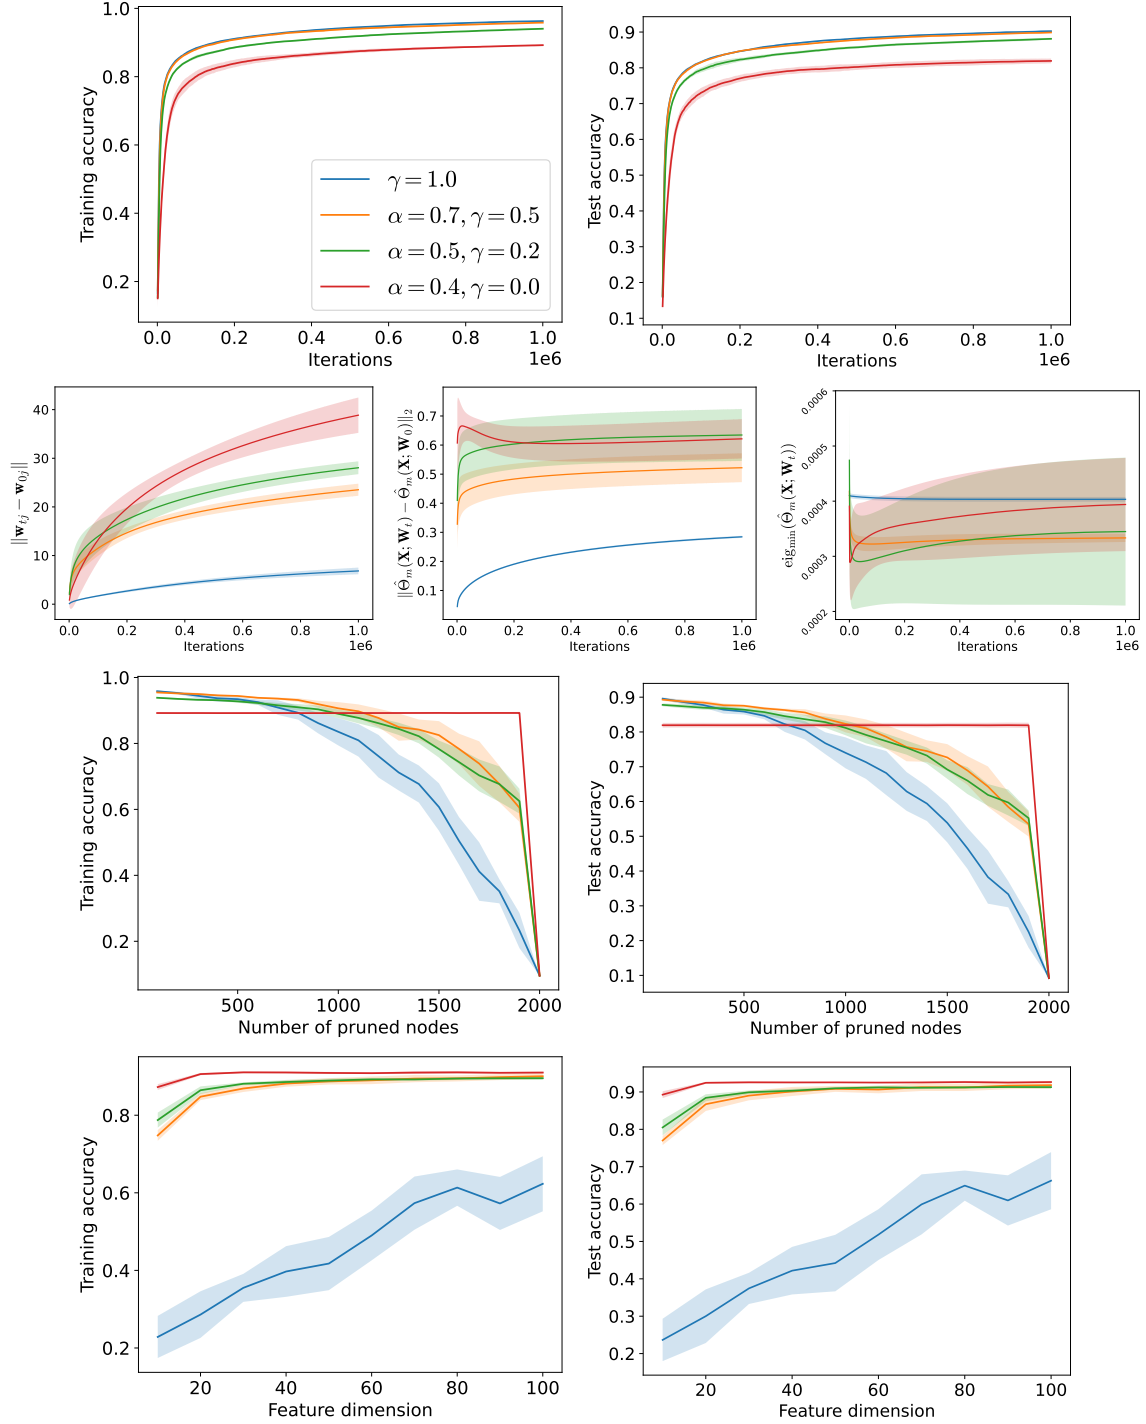 Training accuracy
1.0
0.8
0.6
0.4
0.2
0.0 0.2 0.4 0.6 0.8 1.0
Iterations
1e6
γ = 1.0
α = 0.7, γ = 0.5
α = 0.5, γ = 0.2
α = 0.4, γ = 0.0
Test accuracy
0.9
0.8
0.7
0.6
0.5
0.4
0.3
0.2
0.1
0.0 0.2 0.4 0.6 0.8 1.0
Iterations
1e6
||w_{tj} − w_{0j}||
40
30
20
10
0
0.0 0.2 0.4 0.6 0.8 1.0
Iterations
1e6
||Θ̂_m(X; W_t) − Θ̂_m(X; W_0)||_2
0.7
0.6
0.5
0.4
0.3
0.2
0.1
0.0 0.2 0.4 0.6 0.8 1.0
Iterations
1e6
eig_min(Θ̂_m(X; W_t))
0.0006
0.0005
0.0004
0.0003
0.0002
0.0 0.2 0.4 0.6 0.8 1.0
Iterations
1e6
Training accuracy
1.0
0.8
0.6
0.4
0.2
500 1000 1500 2000
Number of pruned nodes
Test accuracy
0.9
0.8
0.7
0.6
0.5
0.4
0.3
0.2
0.1
500 1000 1500 2000
Number of pruned nodes
Training accuracy
0.8
0.6
0.4
0.2
20 40 60 80 100
Feature dimension
Test accuracy
0.9
0.8
0.7
0.6
0.5
0.4
0.3
0.2
20 40 60 80 100
Feature dimension